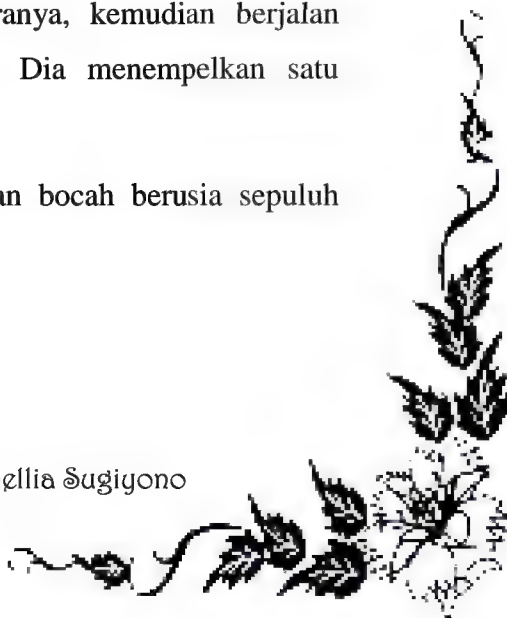 ranya, kemudian berjalan
Dia menempelkan satu
an bocah berusia sepuluh
ellia Sugiyono